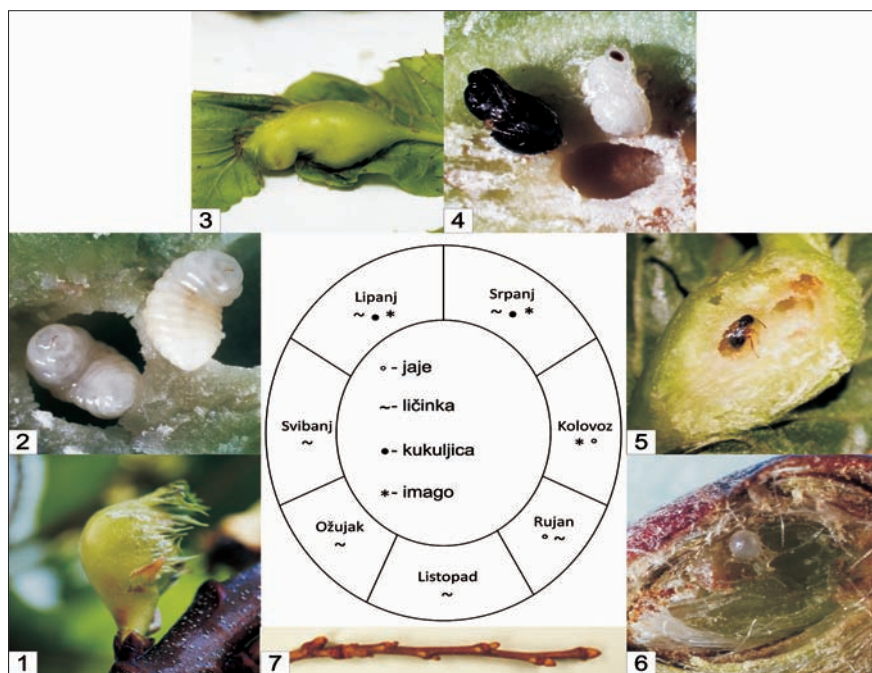 3
4
Lipanj
~ • *
Srpanj
~ • *
° - jaje
~ - ličinka
• - kukuljica
* - imago
2
Svibanj
~
Kolovoz
* °
5
Ožujak
~
Rujan
° ~
Listopad
~
1
7
6